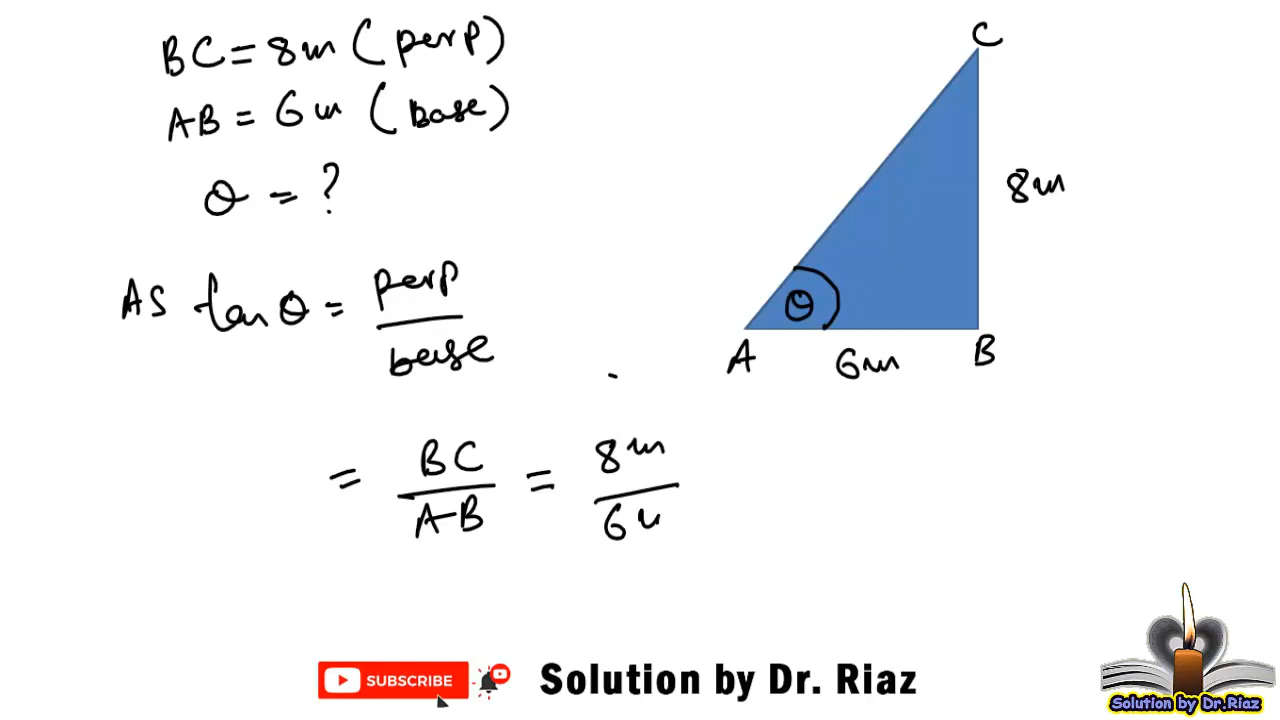 BC = 8m (perp)
AB = 6m (Base)
θ = ?
As tanθ = perp / base
= BC / AB = 8m / 6m
C
8m
θ
A
6m
B
SUBSCRIBE
Solution by Dr. Riaz
Solution by Dr.Riaz